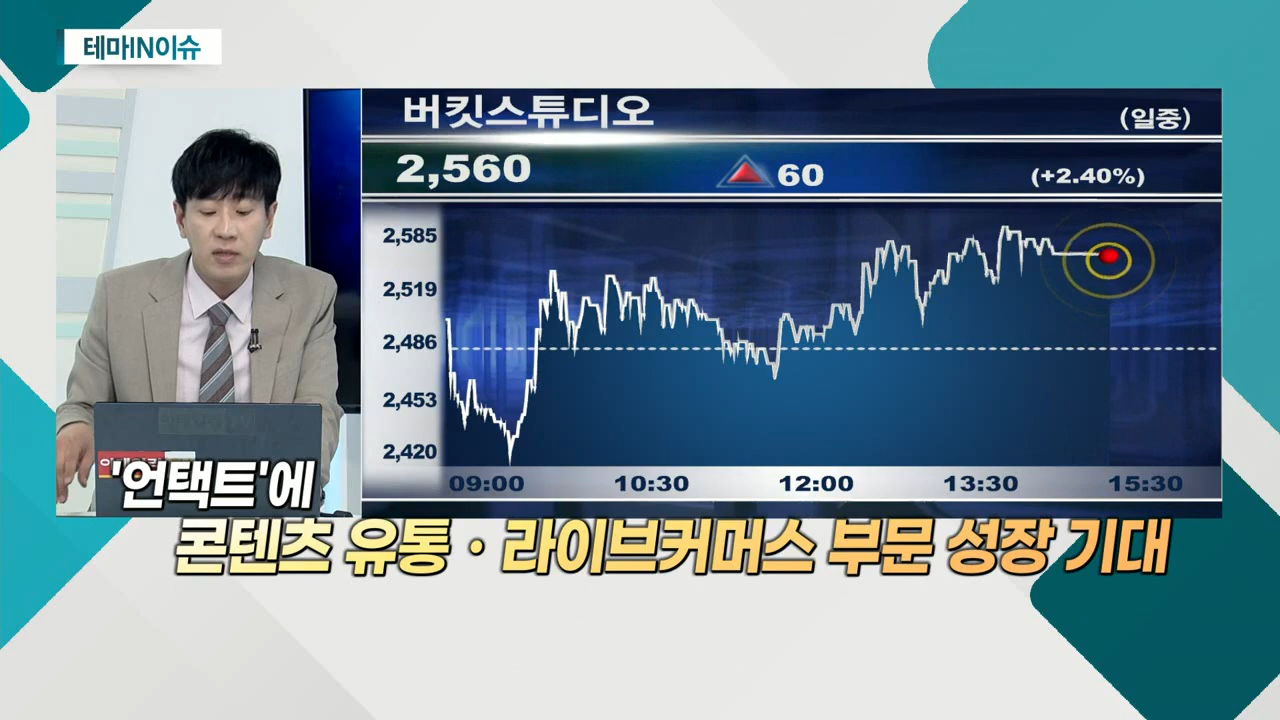 테마IN이슈
버킷스튜디오
(일중)
2,560
60
(+2.40%)
2,585
2,519
2,486
2,453
2,420
09:00
10:30
12:00
13:30
15:30
'언택트'에
콘텐츠 유통·라이브커머스 부문 성장 기대